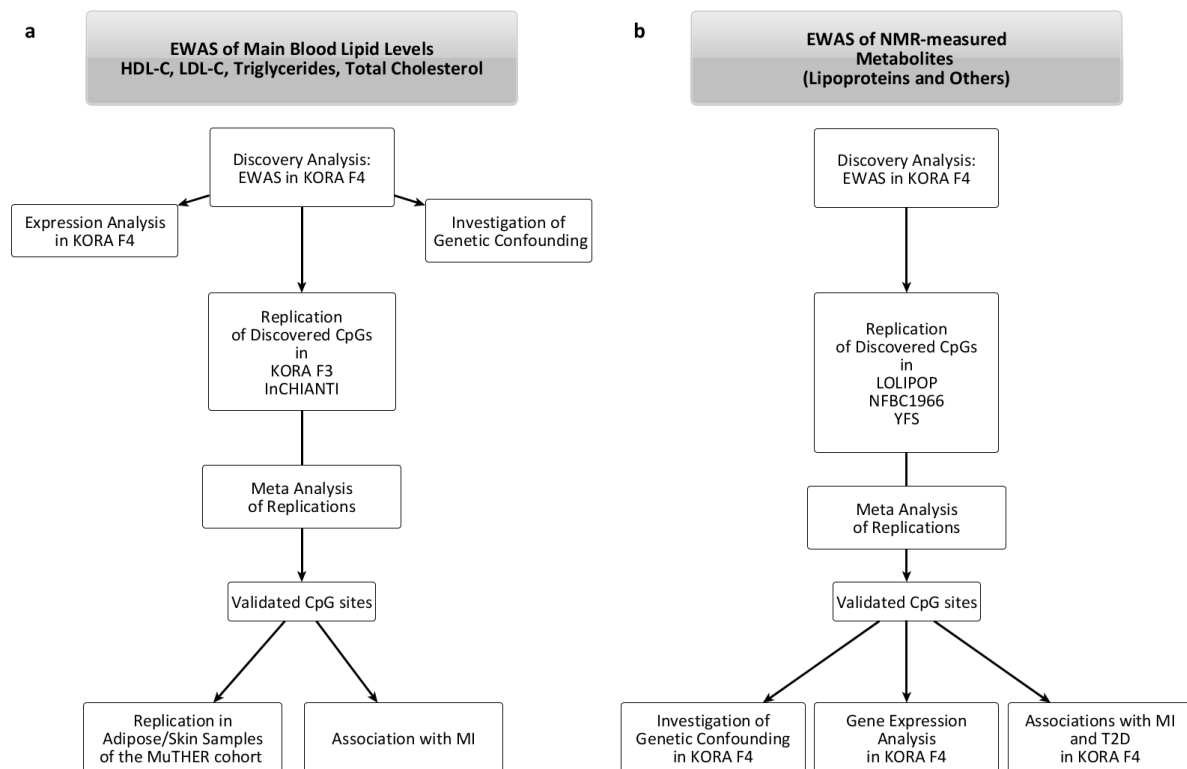 a
EWAS of Main Blood Lipid Levels
HDL-C, LDL-C, Triglycerides, Total Cholesterol
Discovery Analysis:
EWAS in KORA F4
Expression Analysis
in KORA F4
Investigation of
Genetic Confounding
Replication
of Discovered CpGs
in
KORA F3
InCHIANTI
Meta Analysis
of Replications
Validated CpG sites
Replication in
Adipose/Skin Samples
of the MuTHER cohort
Association with MI
b
EWAS of NMR-measured
Metabolites
(Lipoproteins and Others)
Discovery Analysis:
EWAS in KORA F4
Replication
of Discovered CpGs
in
LOLIPOP
NFBC1966
YFS
Meta Analysis
of Replications
Validated CpG sites
Investigation of
Genetic Confounding
in KORA F4
Gene Expression
Analysis
in KORA F4
Associations with MI
and T2D
in KORA F4